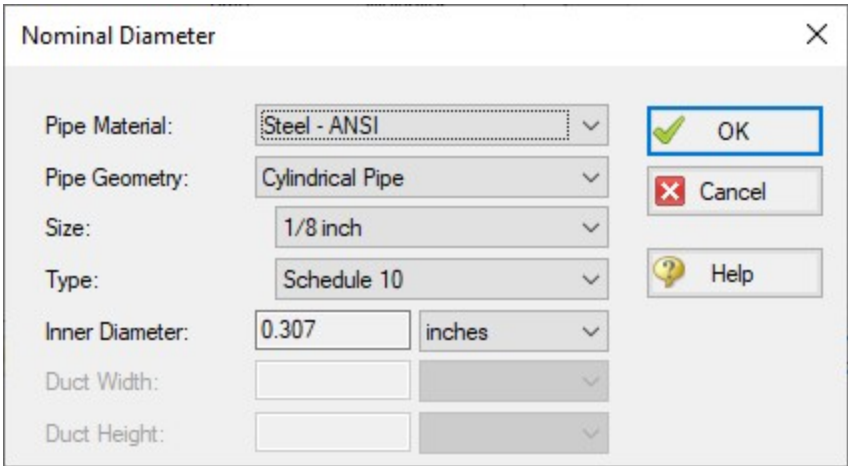 Nominal Diameter
Pipe Material: Steel - ANSI OK
Pipe Geometry: Cylindrical Pipe Cancel
Size: 1/8 inch
Type: Schedule 10 Help
Inner Diameter: 0.307 inches
Duct Width:
Duct Height: